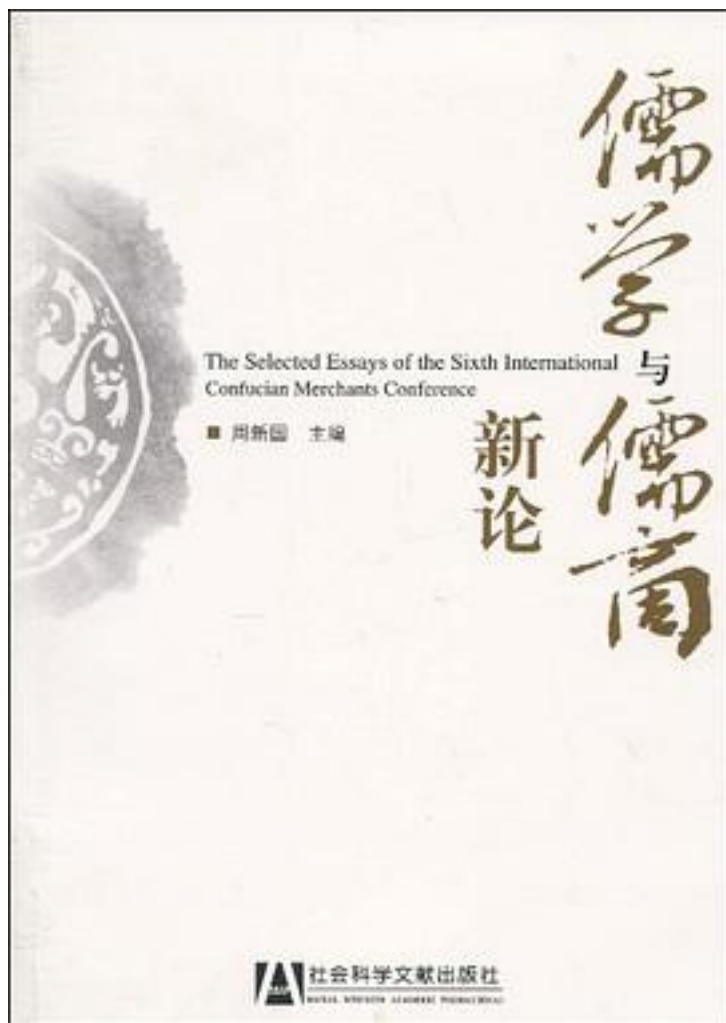 儒学与儒商
新论
The Selected Essays of the Sixth International
Confucian Merchants Conference
■ 周新国 主编
社会科学文献出版社